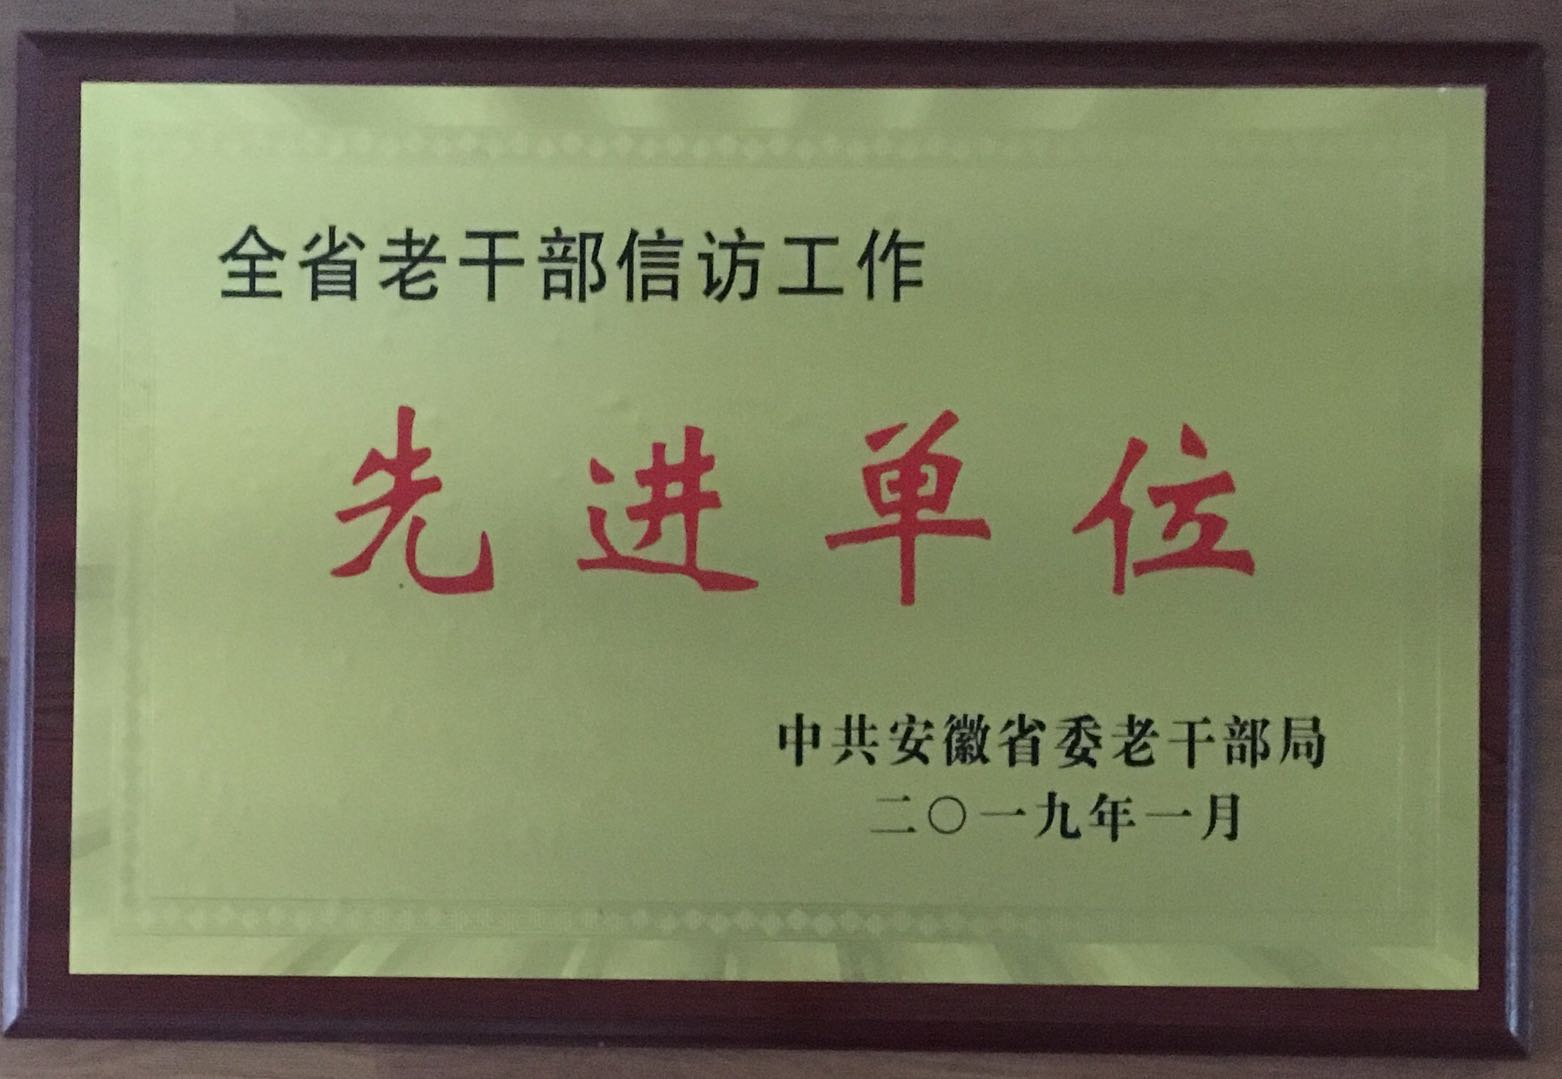 全省老干部信访工作
先进单位
中共安徽省委老干部局
二〇一九年一月